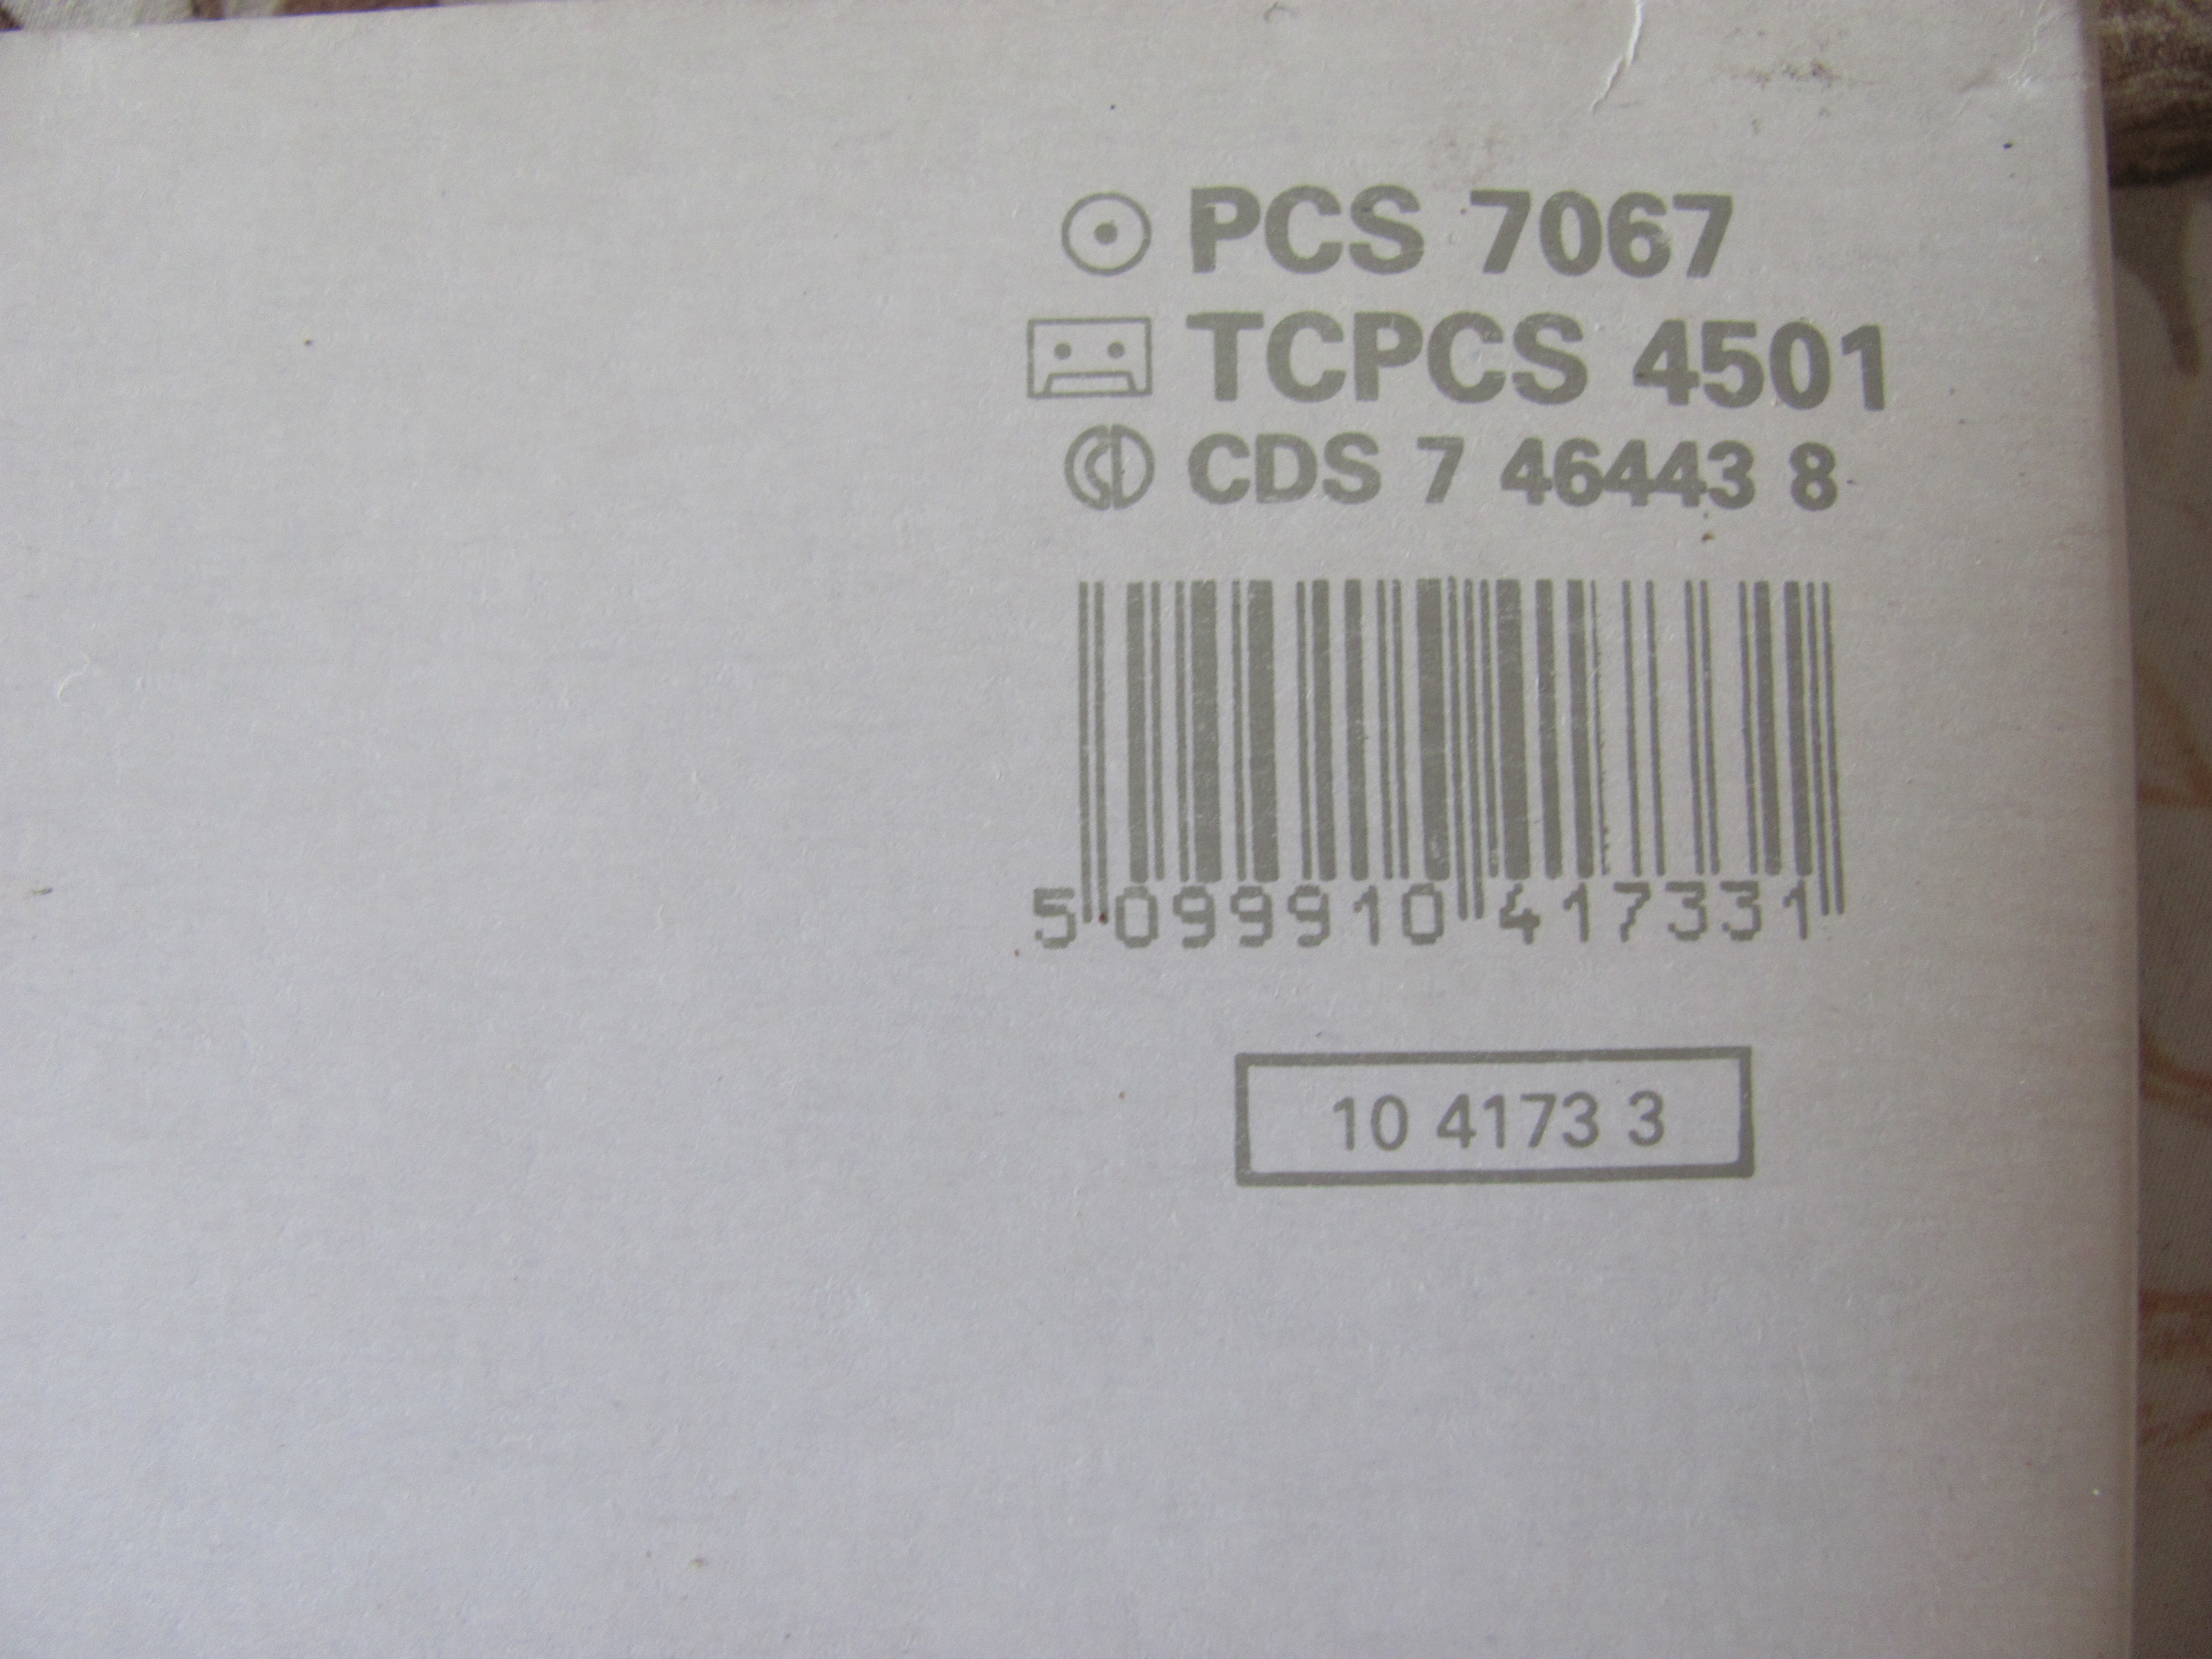 PCS 7067
TCPCS 4501
CDS 7 46443 8
5 099910 417331
10 4173 3